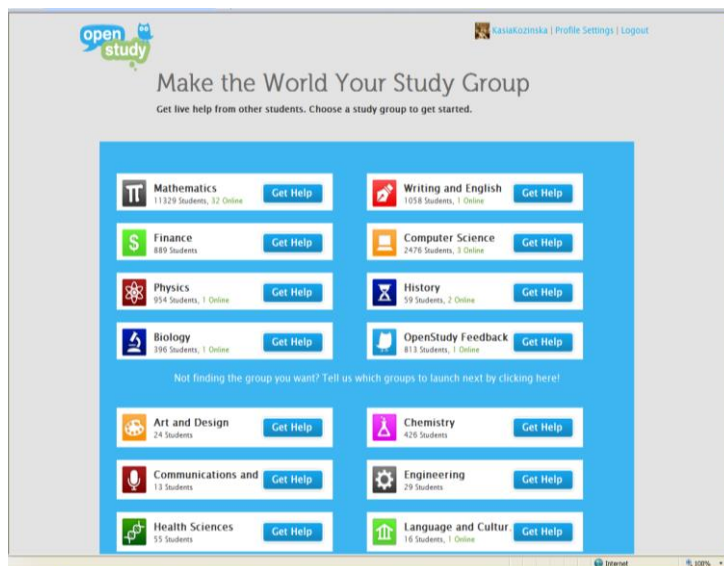 open
study
KasiaKozinska | Profile Settings | Logout
Make the World Your Study Group
Get live help from other students. Choose a study group to get started.
Mathematics
11329 Students, 32 Online
Get Help
Writing and English
1058 Students, 1 Online
Get Help
Finance
889 Students
Get Help
Computer Science
2476 Students, 3 Online
Get Help
Physics
954 Students, 1 Online
Get Help
History
59 Students, 2 Online
Get Help
Biology
396 Students, 1 Online
Get Help
OpenStudy Feedback
813 Students, 1 Online
Get Help
Not finding the group you want? Tell us which groups to launch next by clicking here!
Art and Design
24 Students
Get Help
Chemistry
426 Students
Get Help
Communications and
13 Students
Get Help
Engineering
29 Students
Get Help
Health Sciences
55 Students
Get Help
Language and Cultur
16 Students, 1 Online
Get Help
Internet
100%